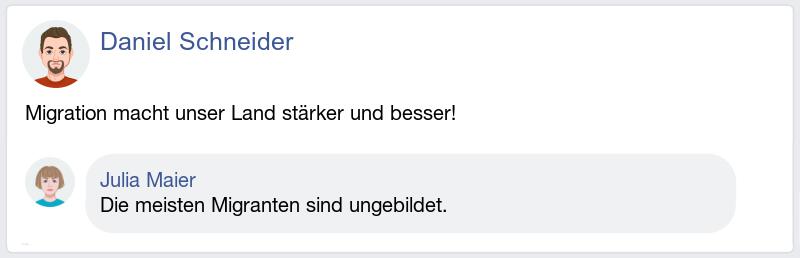 Daniel Schneider
Migration macht unser Land stärker und besser!
Julia Maier
Die meisten Migranten sind ungebildet.